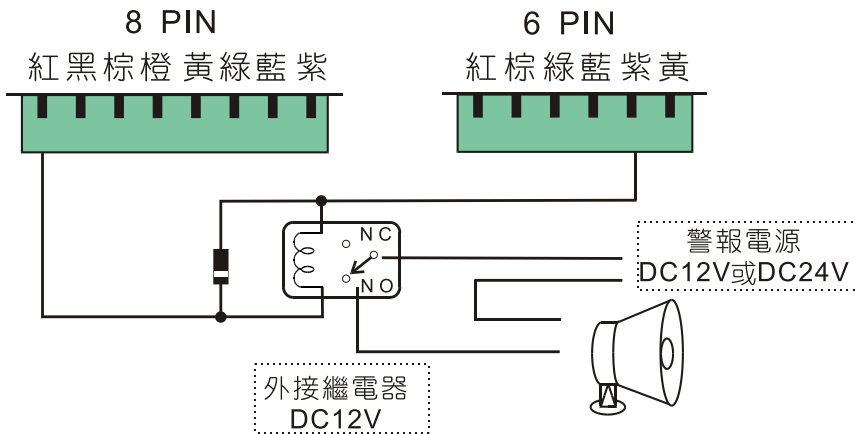 8 PIN
6 PIN
紅黑棕橙黃綠藍紫
紅棕綠藍紫黃
NC
NO
警報電源
DC12V或DC24V
外接繼電器
DC12V